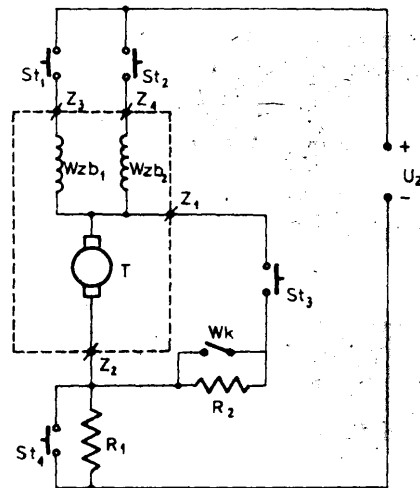 St1 St2
Z3 Z4
Wzb1 Wzb2
+
U2
-
Z1
T
St3
Wk
Z2
R2
St4 R1